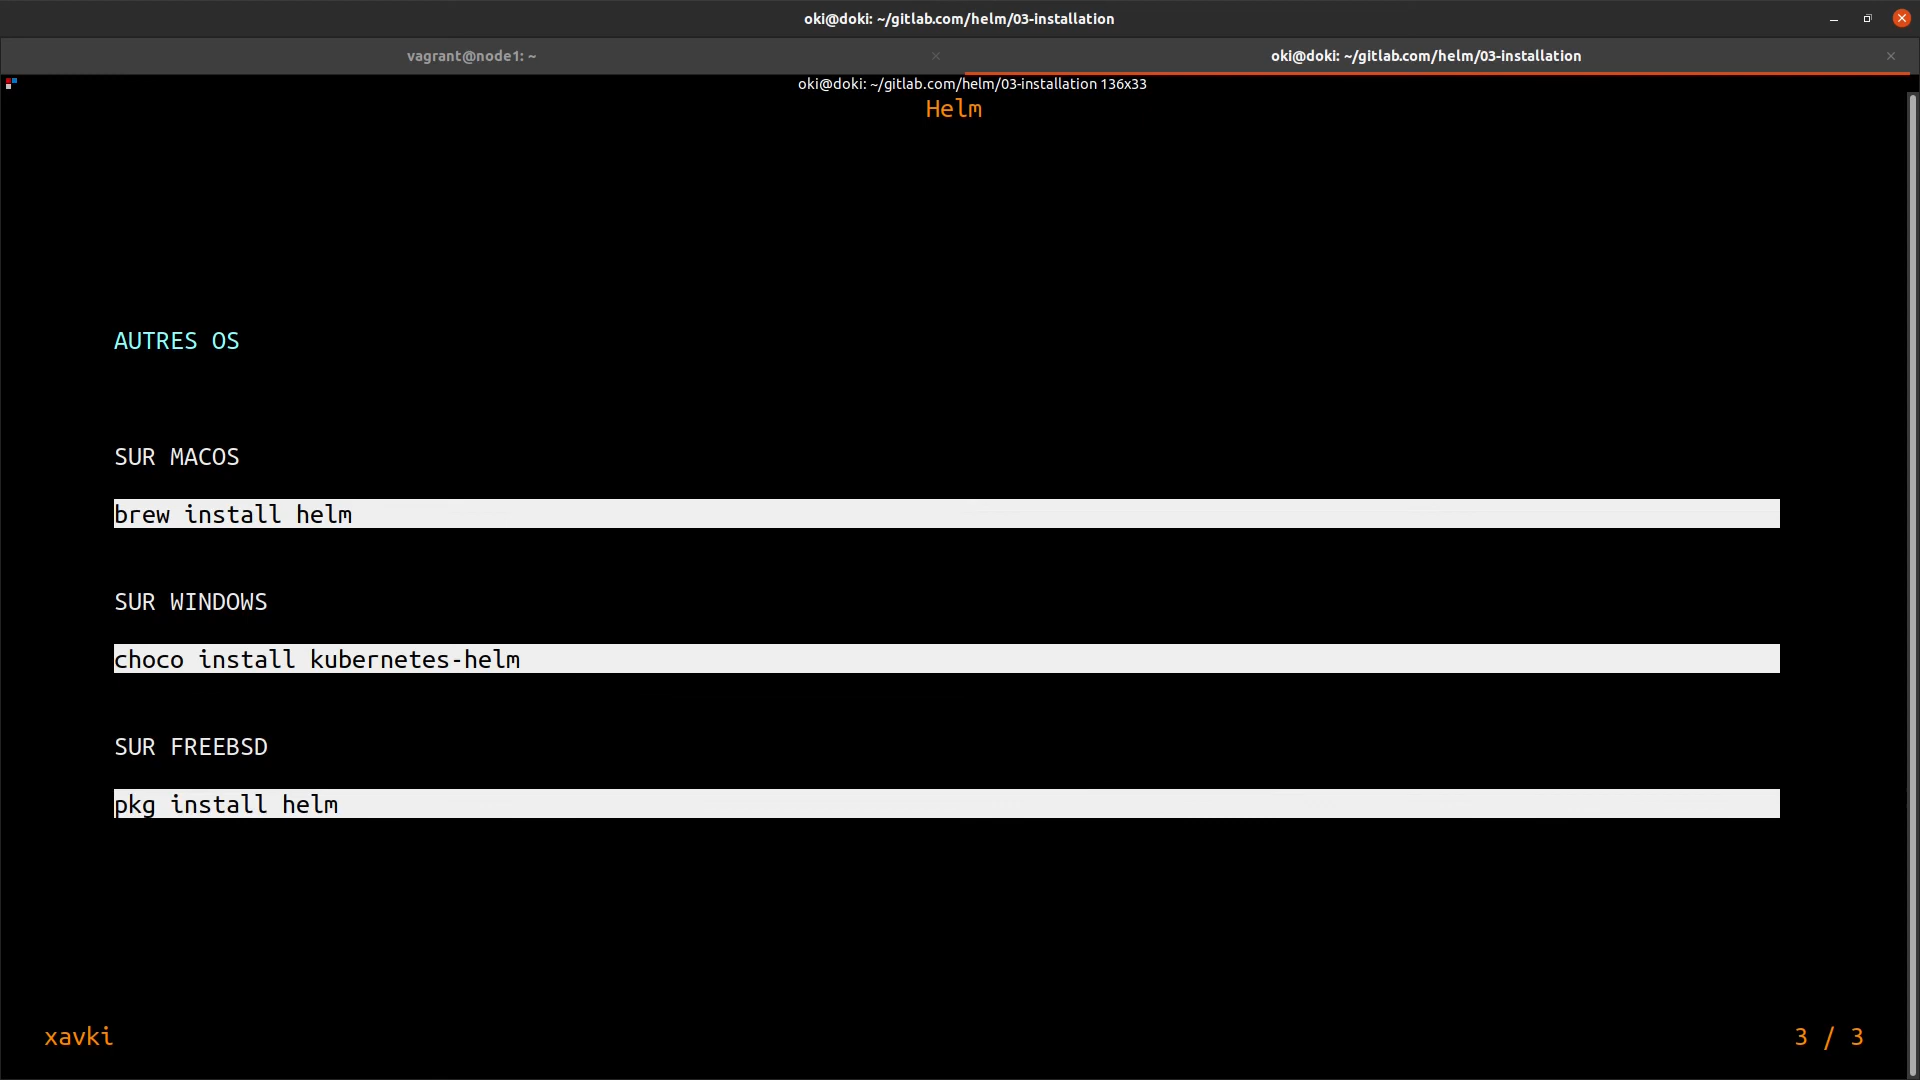 oki@doki: ~/gitlab.com/helm/03-installation
vagrant@node1: ~
oki@doki: ~/gitlab.com/helm/03-installation
oki@doki: ~/gitlab.com/helm/03-installation 136x33
Helm
AUTRES OS
SUR MACOS
brew install helm
SUR WINDOWS
choco install kubernetes-helm
SUR FREEBSD
pkg install helm
xavki
3 / 3